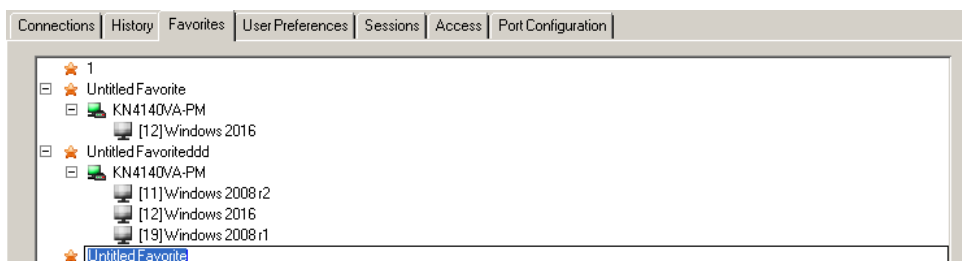 Connections History Favorites User Preferences Sessions Access Port Configuration
1
Untitled Favorite
KN4140VA-PM
[12] Windows 2016
Untitled Favoriteddd
KN4140VA-PM
[11] Windows 2008 r2
[12] Windows 2016
[19] Windows 2008 r1
Untitled Favorite